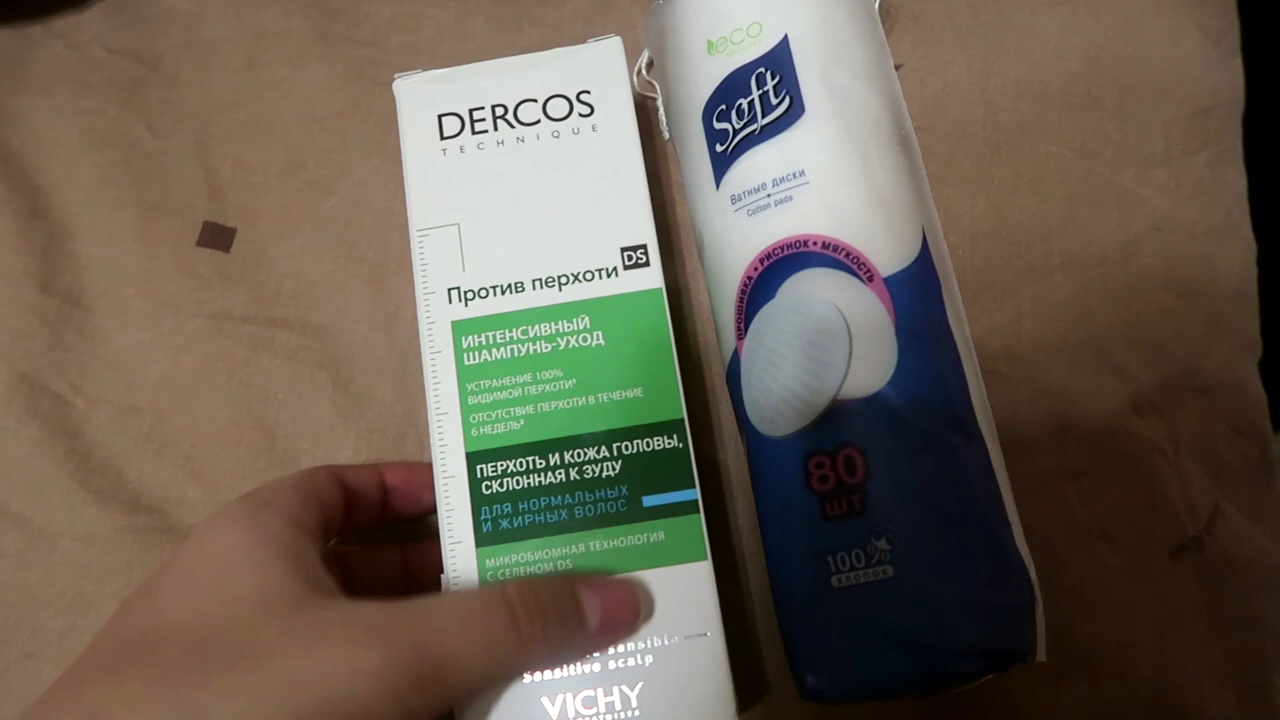 DERCOS
TECHNIQUE
Против перхоти DS
ИНТЕНСИВНЫЙ
ШАМПУНЬ-УХОД
УСТРАНЕНИЕ 100%
ВИДИМОЙ ПЕРХОТИ¹
ОТСУТСТВИЕ ПЕРХОТИ В ТЕЧЕНИЕ
6 НЕДЕЛЬ²
ПЕРХОТЬ И КОЖА ГОЛОВЫ,
СКЛОННАЯ К ЗУДУ
ДЛЯ НОРМАЛЬНЫХ
И ЖИРНЫХ ВОЛОС
МИКРОБИОМНАЯ ТЕХНОЛОГИЯ
С СЕЛЕНОМ DS
sensible
Sensitive scalp
VICHY
eco
Soft
Ватные диски
Cotton pads
ПРОШИВКА • РИСУНОК • МЯГКОСТЬ
80
ШТ
100%
ХЛОПОК